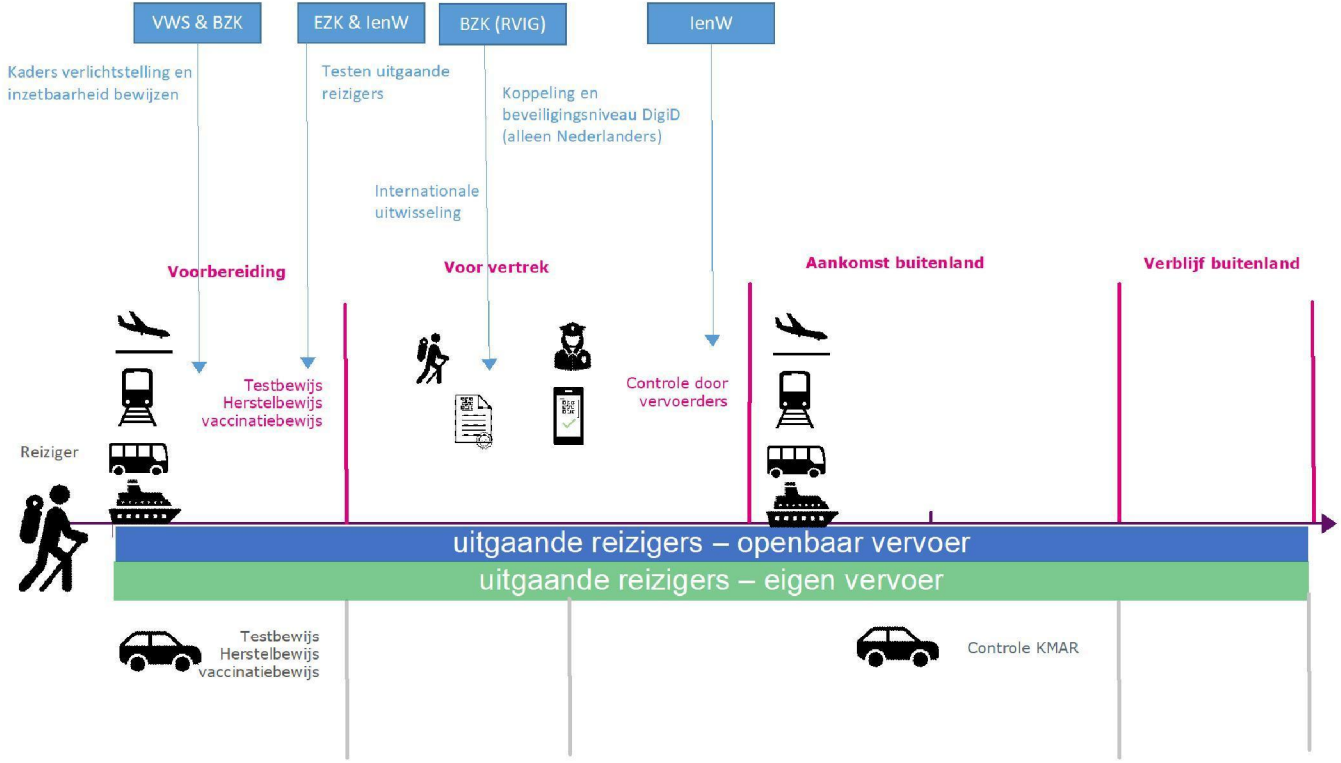 VWS & BZK
EZK & IenW
BZK (RVIG)
IenW
Kaders verlichtstelling en
inzetbaarheid bewijzen
Testen uitgaande
reizigers
Koppeling en
beveiligingsniveau DigiD
(alleen Nederlanders)
Internationale
uitwisseling
Voorbereiding
Voor vertrek
Aankomst buitenland
Verblijf buitenland
Testbewijs
Herstelbewijs
vaccinatiebewijs
Controle door
vervoerders
Reiziger
uitgaande reizigers – openbaar vervoer
uitgaande reizigers – eigen vervoer
Testbewijs
Herstelbewijs
vaccinatiebewijs
Controle KMAR